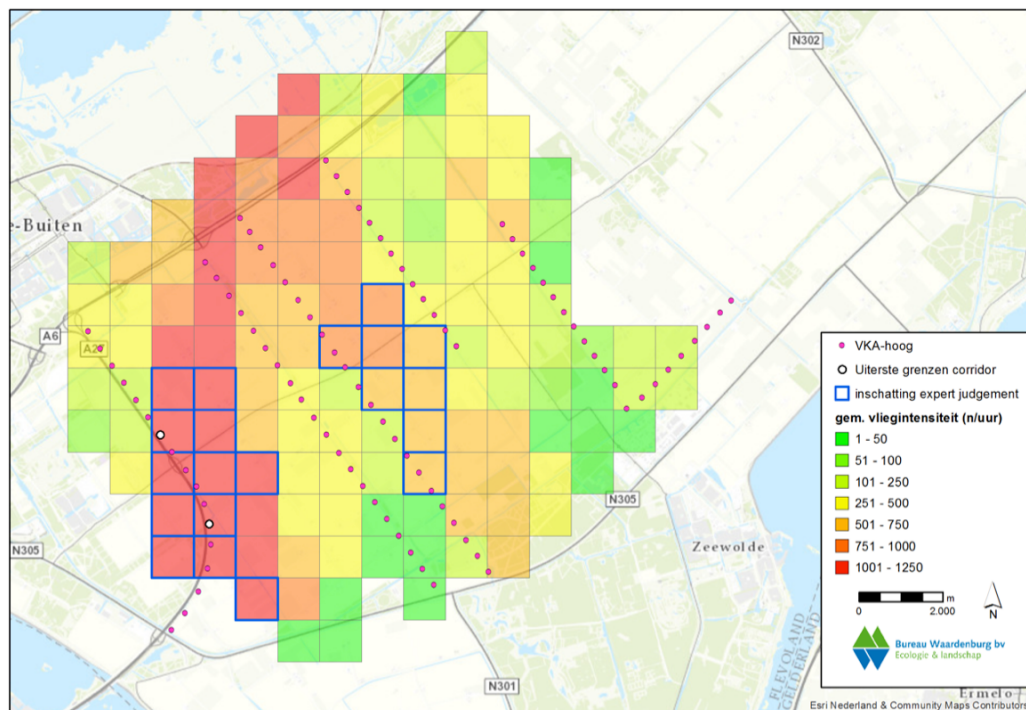 N302
e-Buiten
A6
A27
N305
N305
Zeewolde
N301
FLEVOLAND
GELDERLAND
Ermelo
VKA-hoog
Uiterste grenzen corridor
inschatting expert judgement
gem. vliegintensiteit (n/uur)
1 - 50
51 - 100
101 - 250
251 - 500
501 - 750
751 - 1000
1001 - 1250
0 2.000 m
N
Bureau Waardenburg bv
Ecologie & landschap
Esri Nederland & Community Maps Contributors